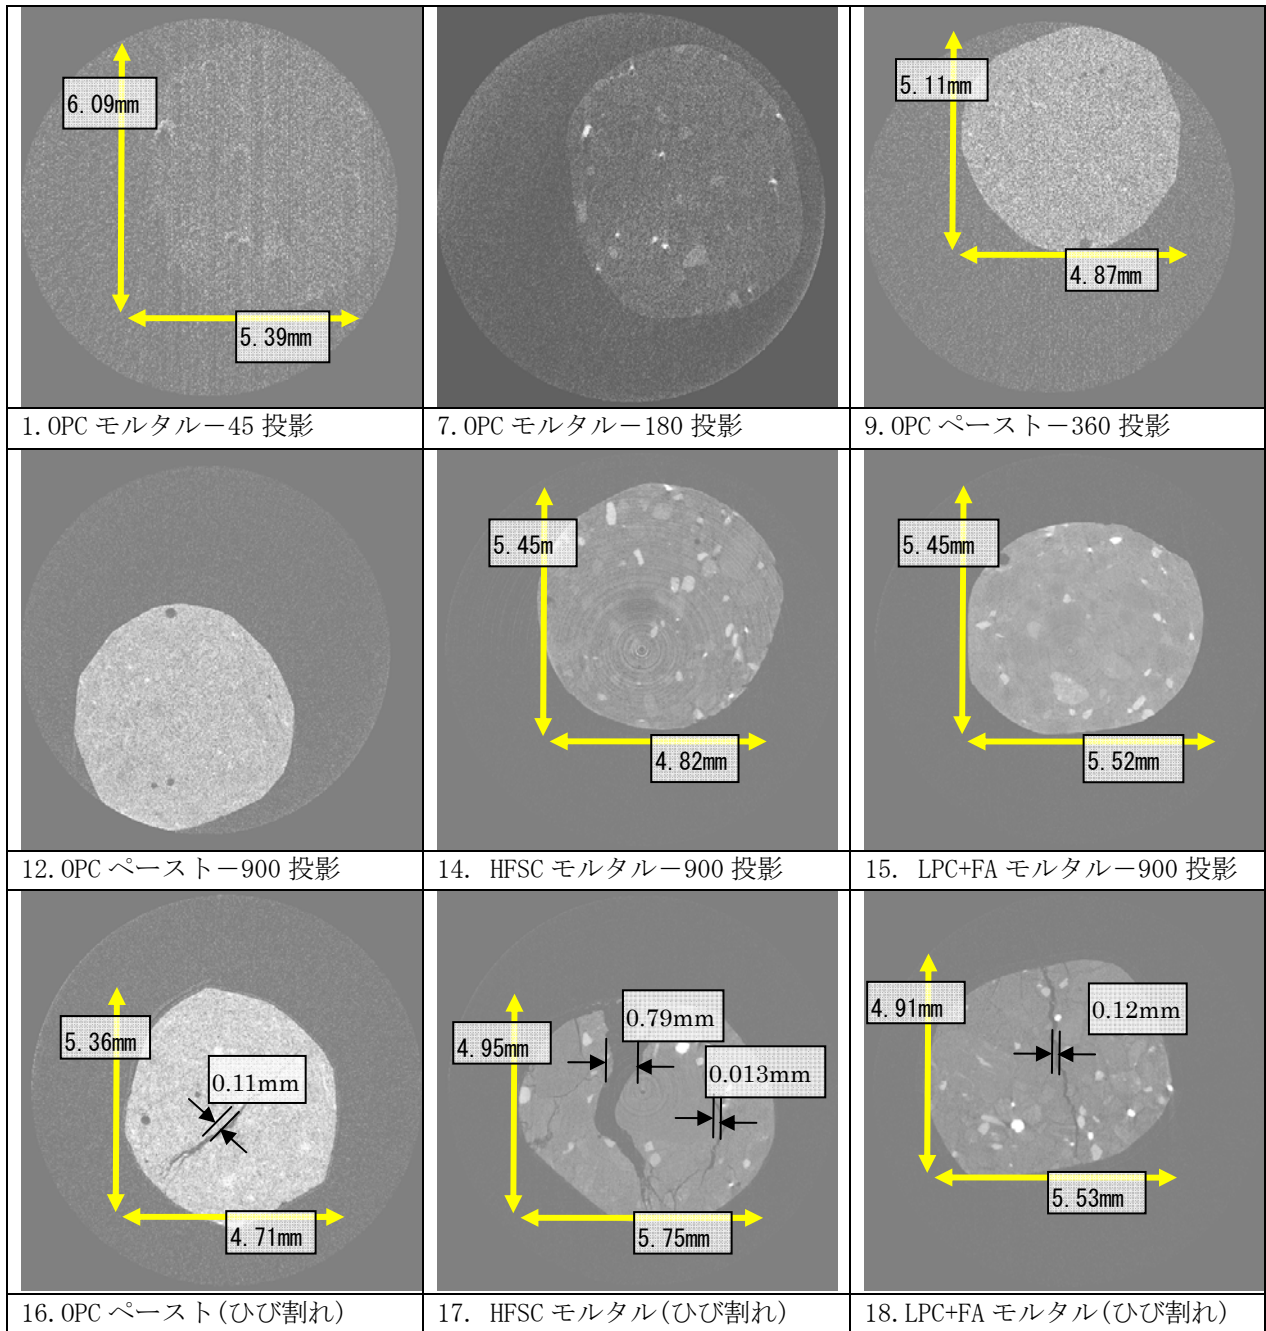 6.09mm
5.39mm
5.11mm
4.87mm
1.OPC モルタル－45 投影
7.OPC モルタル－180 投影
9.OPC ペースト－360 投影
5.45m
4.82mm
5.45mm
5.52mm
12.OPC ペースト－900 投影
14. HFSC モルタル－900 投影
15. LPC+FA モルタル－900 投影
5.36mm
0.11mm
4.71mm
4.95mm
0.79mm
0.013mm
5.75mm
4.91mm
0.12mm
5.53mm
16.OPC ペースト(ひび割れ)
17. HFSC モルタル(ひび割れ)
18.LPC+FA モルタル(ひび割れ)